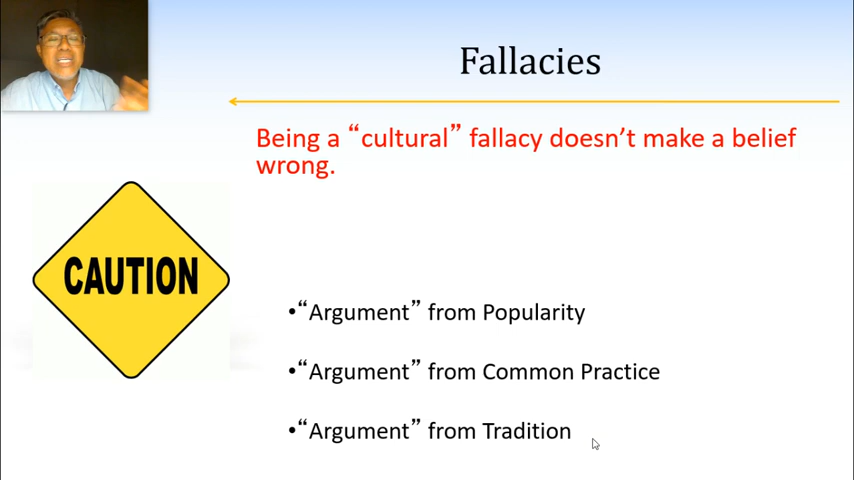 Fallacies
Being a “cultural” fallacy doesn’t make a belief
wrong.
CAUTION
•“Argument” from Popularity
•“Argument” from Common Practice
•“Argument” from Tradition